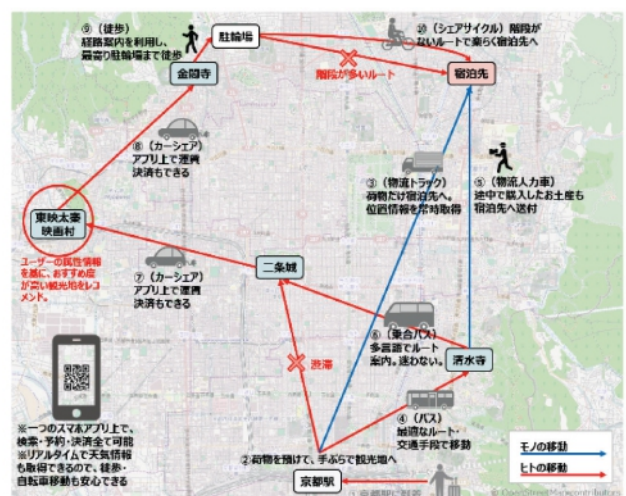 ⑨（徒歩）
経路案内を利用し、
最寄り駐輪場まで徒歩
駐輪場
⑩（シェアサイクル）階段が
ないルートで楽らく宿泊先へ
階段が多いルート
宿泊先
金閣寺
⑧（カーシェア）
アプリ上で運賃
決済もできる
③（物流トラック）
荷物だけ宿泊先へ。
位置情報を常時取得
⑤（物流人力車）
途中で購入したお土産も
宿泊先へ送付
東映太秦
映画村
ユーザーの属性情報
を基に、おすすめ度
が高い観光地をレコ
メンド。
⑦（カーシェア）
アプリ上で運賃
決済もできる
二条城
⑥（乗合バス）
多言語でルート
案内。迷わない。
清水寺
渋滞
④（バス）
最適なルート・
交通手段で移動
※一つのスマホアプリ上で、
検索・予約・決済全て可能
※リアルタイムで天気情報
も取得できるので、徒歩・
自転車移動も安心できる
②荷物を預けて、手ぶらで観光地へ
京都駅
モノの移動
ヒトの移動
© OpenStreetMap contributors